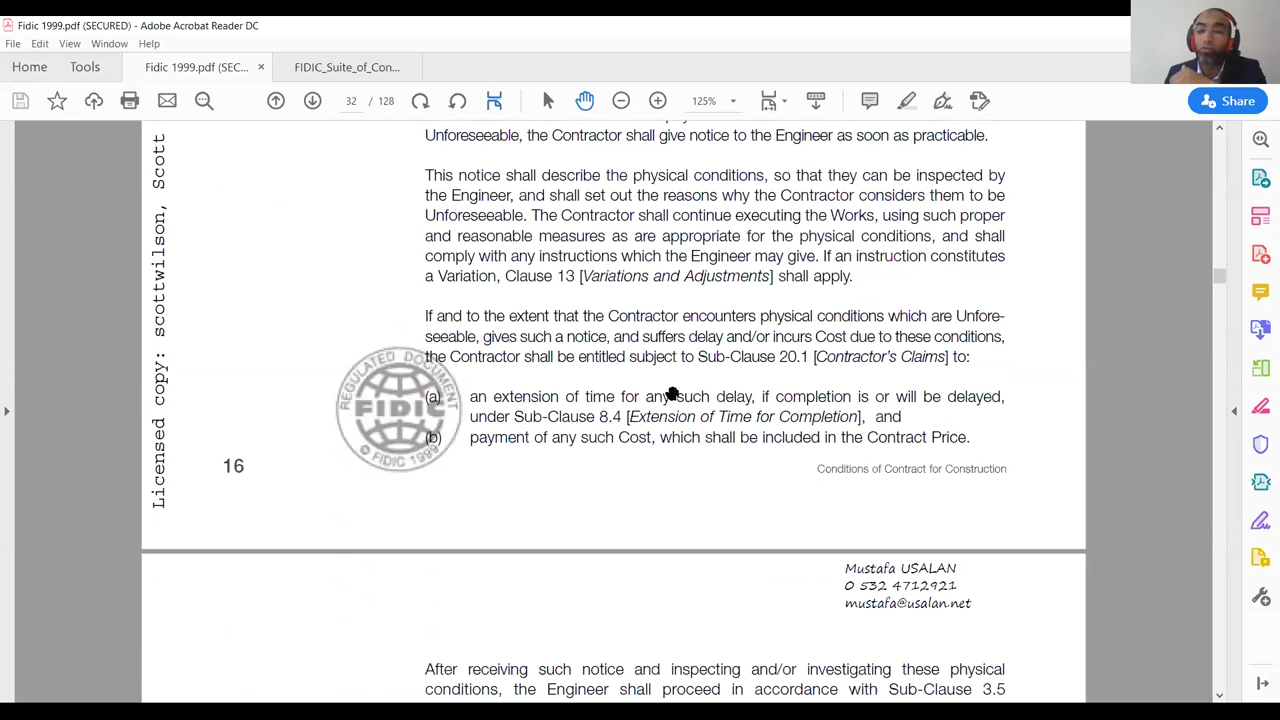 Fidic 1999.pdf (SECURED) - Adobe Acrobat Reader DC
File Edit View Window Help
Home Tools Fidic 1999.pdf (SEC... × FIDIC_Suite_of_Con...
32 / 128 125% Share
Unforeseeable, the Contractor shall give notice to the Engineer as soon as practicable.
This notice shall describe the physical conditions, so that they can be inspected by
the Engineer, and shall set out the reasons why the Contractor considers them to be
Unforeseeable. The Contractor shall continue executing the Works, using such proper
and reasonable measures as are appropriate for the physical conditions, and shall
comply with any instructions which the Engineer may give. If an instruction constitutes
a Variation, Clause 13 [Variations and Adjustments] shall apply.
If and to the extent that the Contractor encounters physical conditions which are Unfore-
seeable, gives such a notice, and suffers delay and/or incurs Cost due to these conditions,
the Contractor shall be entitled subject to Sub-Clause 20.1 [Contractor's Claims] to:
(a) an extension of time for any such delay, if completion is or will be delayed,
under Sub-Clause 8.4 [Extension of Time for Completion], and
(b) payment of any such Cost, which shall be included in the Contract Price.
16
Conditions of Contract for Construction
Licensed copy: scottwilson, Scott
REGULATED DOCUMENT
FIDIC
© FIDIC 1999
Mustafa USALAN
0 532 4712921
mustafa@usalan.net
After receiving such notice and inspecting and/or investigating these physical
conditions, the Engineer shall proceed in accordance with Sub-Clause 3.5